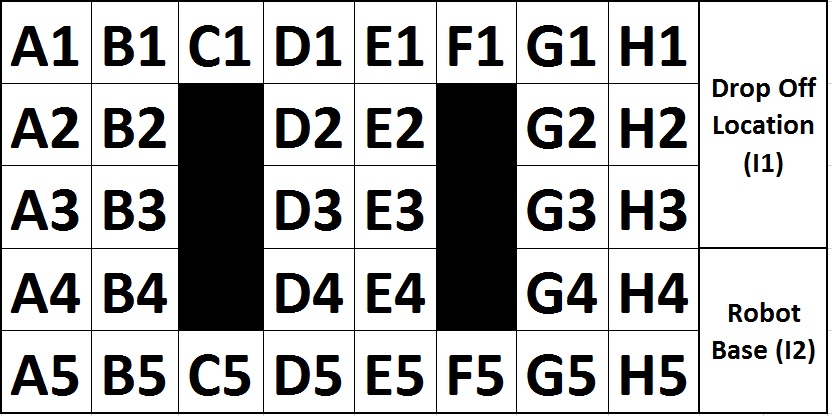 A1 B1 C1 D1 E1 F1 G1 H1
A2 B2 D2 E2 G2 H2
Drop Off
Location
(I1)
A3 B3 D3 E3 G3 H3
A4 B4 D4 E4 G4 H4
Robot
Base (I2)
A5 B5 C5 D5 E5 F5 G5 H5